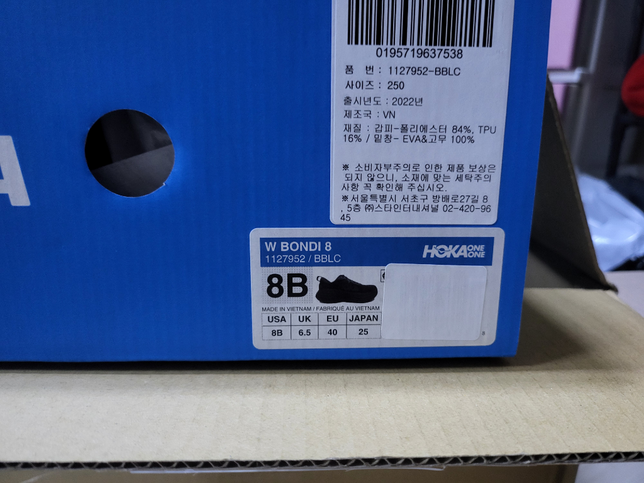 A
0195719637538
품 번 : 1127952-BBLC
사이즈 : 250
출시년도 : 2022년
제조국 : VN
재질 : 갑피-폴리에스터 84%, TPU
16% / 밑창- EVA&고무 100%
※ 소비자부주의로 인한 제품 보상은
되지 않으니, 소재에 맞는 세탁주의
사항 꼭 확인해 주십시오.
※서울특별시 서초구 방배로27길 8
, 5층 ㈜스타인터내셔널 02-420-96
45
W BONDI 8
1127952 / BBLC
HOKA ONE ONE
8B
MADE IN VIETNAM / FABRIQUÉ AU VIETNAM
USA UK EU JAPAN
8B 6.5 40 25